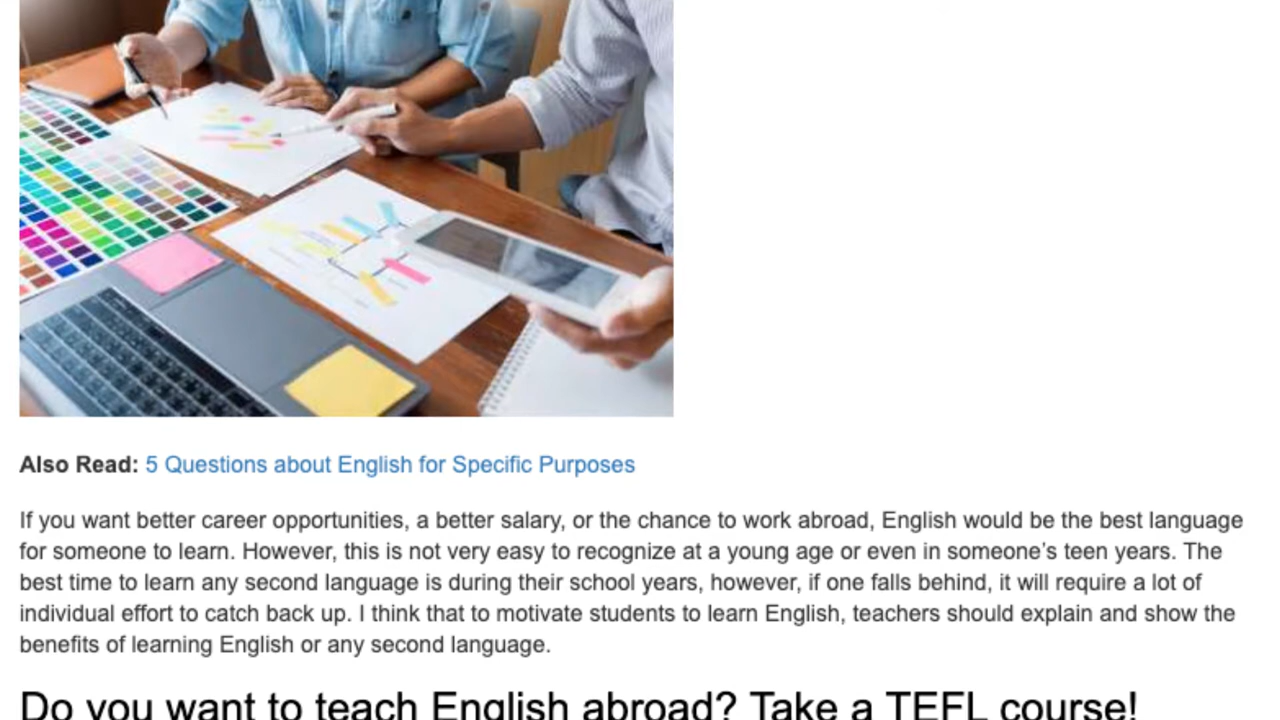 Also Read: 5 Questions about English for Specific Purposes
If you want better career opportunities, a better salary, or the chance to work abroad, English would be the best language
for someone to learn. However, this is not very easy to recognize at a young age or even in someone’s teen years. The
best time to learn any second language is during their school years, however, if one falls behind, it will require a lot of
individual effort to catch back up. I think that to motivate students to learn English, teachers should explain and show the
benefits of learning English or any second language.
Do you want to teach English abroad? Take a TEFL course!